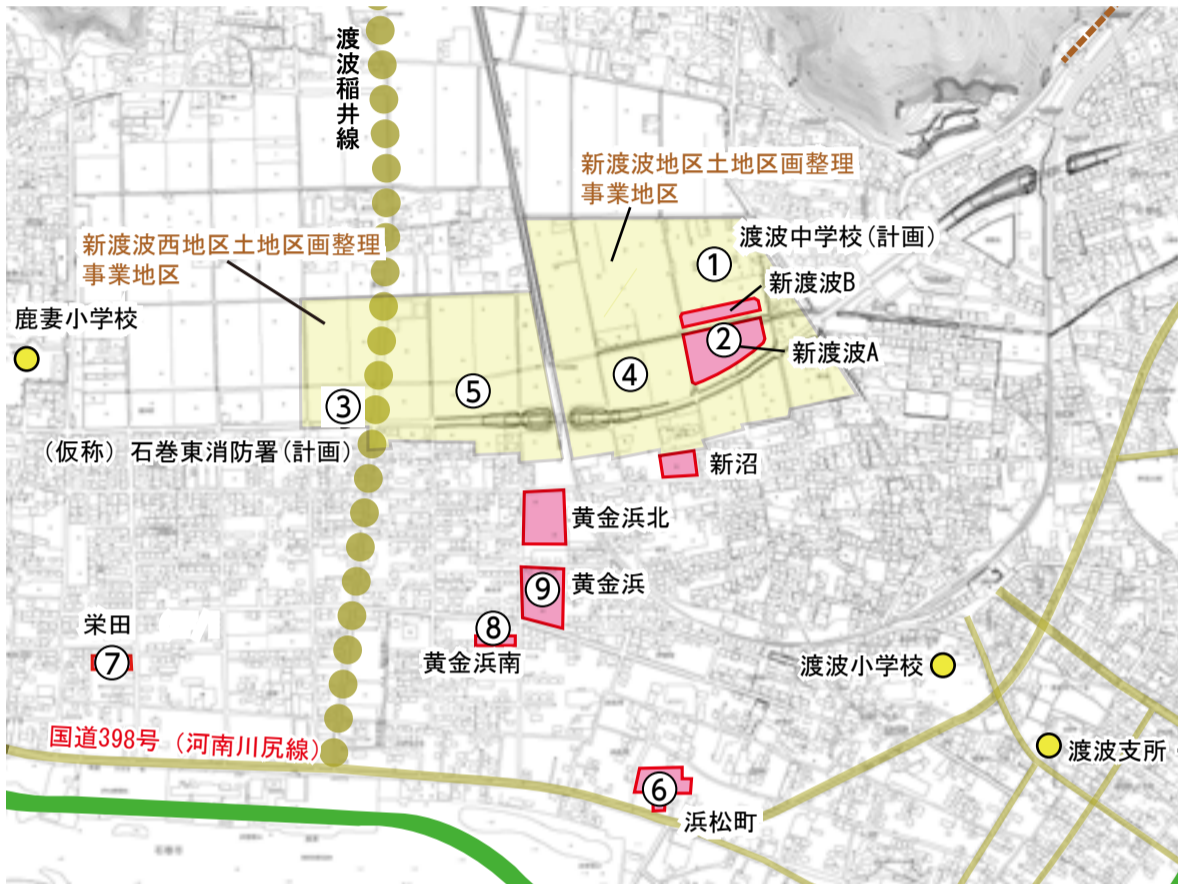 渡波稲井線
新渡波地区土地区画整理
事業地区
新渡波西地区土地区画整理
事業地区
渡波中学校(計画)
①
新渡波B
鹿妻小学校
②
新渡波A
④
⑤
③
(仮称)石巻東消防署(計画)
新沼
黄金浜北
⑨
黄金浜
栄田
⑧
⑦
黄金浜南
渡波小学校
国道398号(河南川尻線)
渡波支所
⑥
浜松町